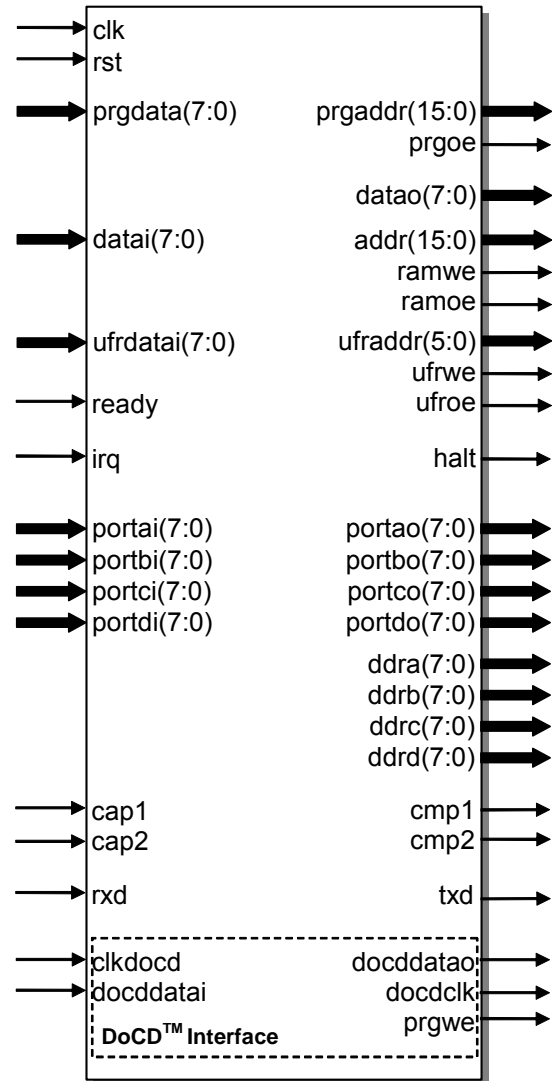 clk
rst
prgdata(7:0) prgaddr(15:0)
prgoe
datao(7:0)
datai(7:0) addr(15:0)
ramwe
ramoe
ufrdatai(7:0) ufraddr(5:0)
ufrwe
ready ufroe
irq halt
portai(7:0) portao(7:0)
portbi(7:0) portbo(7:0)
portci(7:0) portco(7:0)
portdi(7:0) portdo(7:0)
ddra(7:0)
ddrb(7:0)
ddrc(7:0)
ddrd(7:0)
cap1 cmp1
cap2 cmp2
rxd txd
clkdocd docddatao
docddatai docdclk
prgwe
DoCD™ Interface